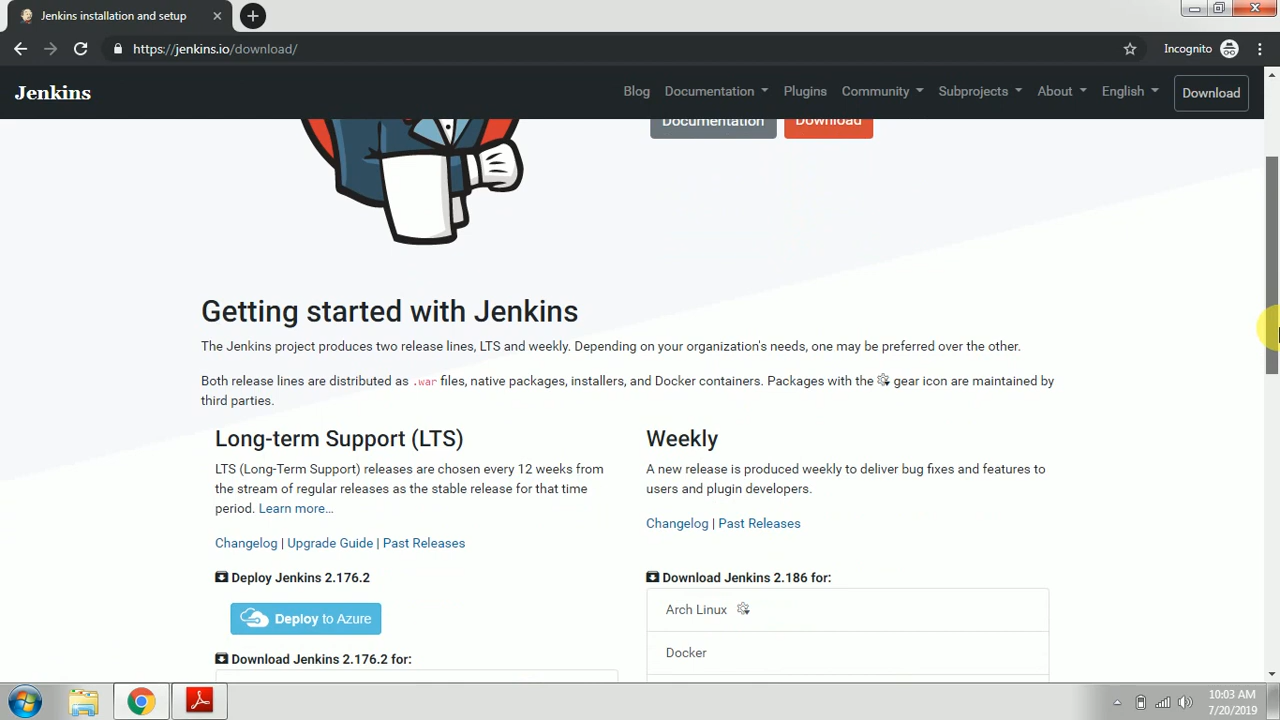 Jenkins installation and setup
https://jenkins.io/download/
Incognito
Jenkins
Blog Documentation Plugins Community Subprojects About English Download
Documentation Download
Getting started with Jenkins
The Jenkins project produces two release lines, LTS and weekly. Depending on your organization's needs, one may be preferred over the other.
Both release lines are distributed as .war files, native packages, installers, and Docker containers. Packages with the gear icon are maintained by
third parties.
Long-term Support (LTS)
LTS (Long-Term Support) releases are chosen every 12 weeks from
the stream of regular releases as the stable release for that time
period. Learn more...
Changelog | Upgrade Guide | Past Releases
Deploy Jenkins 2.176.2
Deploy to Azure
Download Jenkins 2.176.2 for:
Weekly
A new release is produced weekly to deliver bug fixes and features to
users and plugin developers.
Changelog | Past Releases
Download Jenkins 2.186 for:
Arch Linux
Docker
10:03 AM
7/20/2019